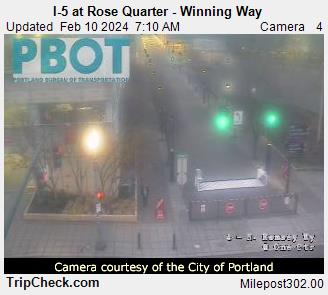 I-5 at Rose Quarter - Winning Way
Updated Feb 10 2024 7:10 AM Camera 4
PBOT
PORTLAND BUREAU OF TRANSPORTATION
Camera courtesy of the City of Portland
TripCheck.com Milepost302.00